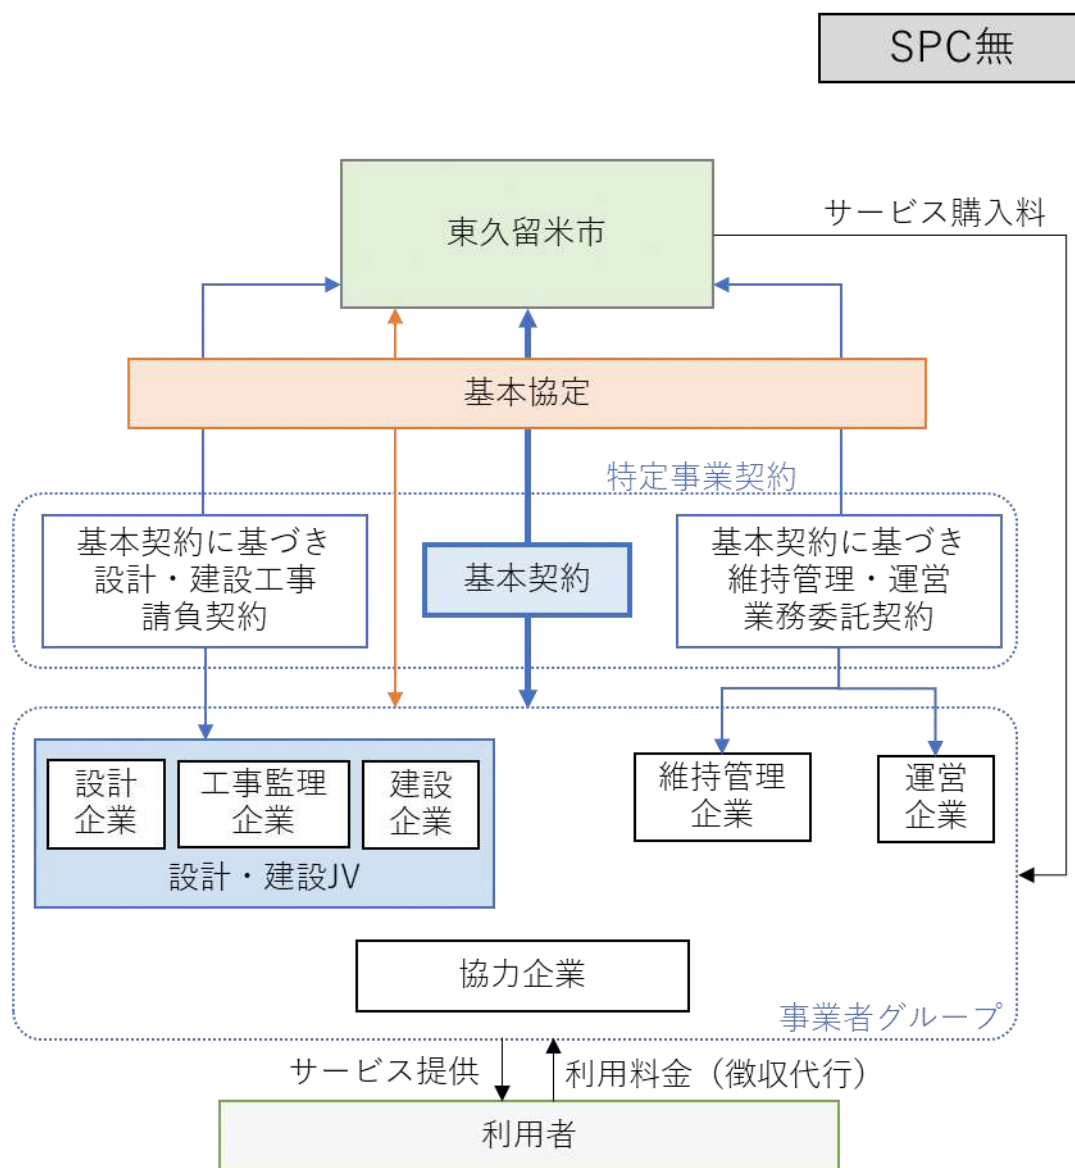 SPC無
東久留米市
サービス購入料
基本協定
特定事業契約
基本契約に基づき
設計・建設工事
請負契約
基本契約
基本契約に基づき
維持管理・運営
業務委託契約
設計
企業
工事監理
企業
建設
企業
設計・建設JV
維持管理
企業
運営
企業
協力企業
事業者グループ
サービス提供
利用料金（徴収代行）
利用者